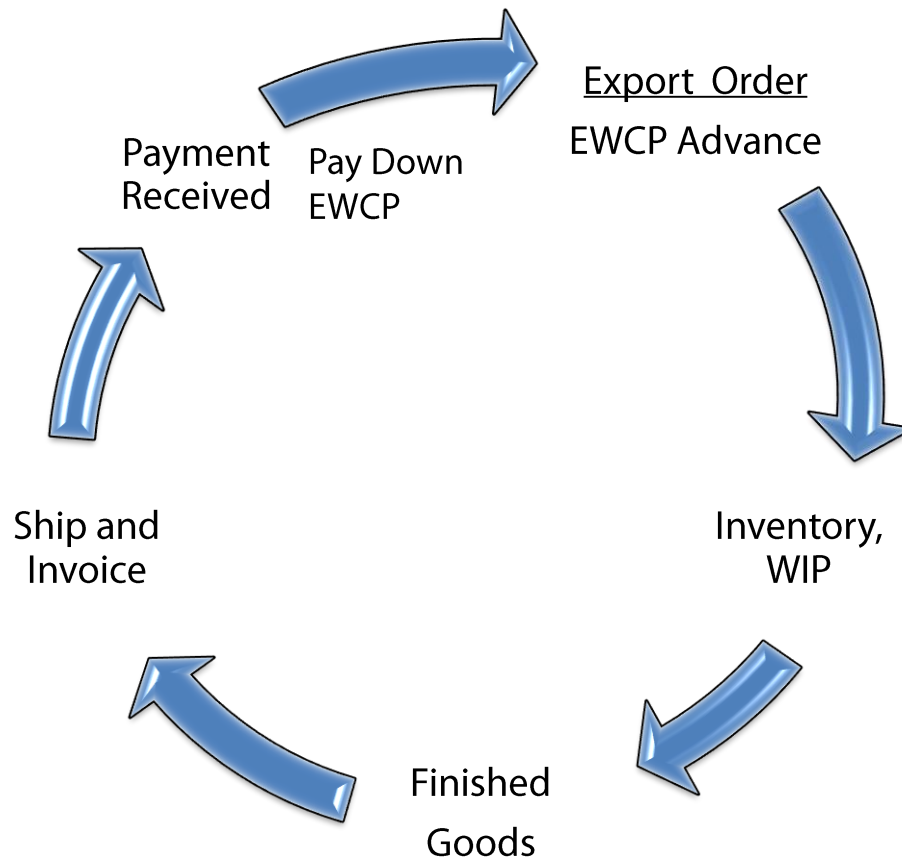 Export Order
EWCP Advance
Inventory,
WIP
Finished
Goods
Ship and
Invoice
Payment
Received
Pay Down
EWCP